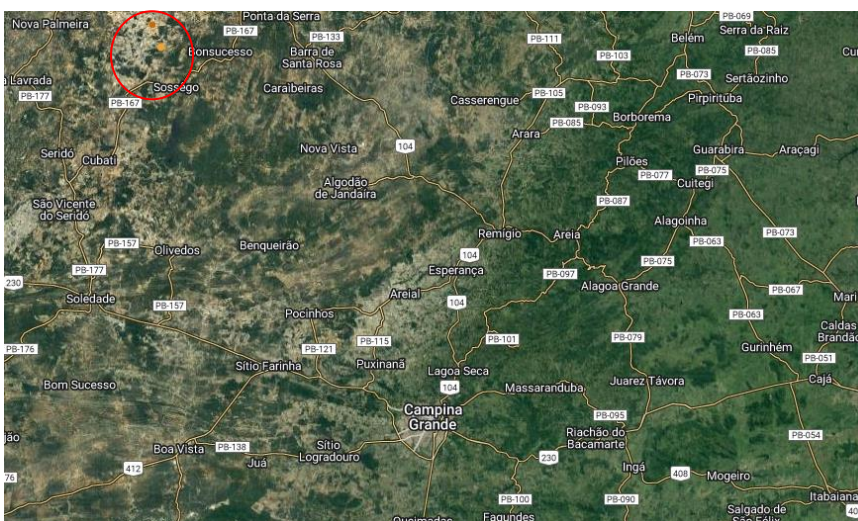 Nova Palmeira
Ponta da Serra
PB-167
PB-133
Bonsucesso
Barra de
Santa Rosa
PB-111
PB-103
Belém
PB-069
Serra da Raiz
PB-085
Lavrada
PB-177
PB-167
Sossego
Caraibeiras
Casserengue
PB-105
PB-093
PB-085
Borborema
PB-073
Sertãozinho
Pirpirituba
Arara
Seridó
Cubati
Nova Vista
104
Algodão
de Jandaíra
Pilões
PB-077
PB-075
Cuitegi
Guarabira
Araçagi
São Vicente
do Seridó
PB-087
Alagoinha
PB-063
PB-073
PB-157
Olivedos
Benqueirão
Remígio
Areia
104
PB-177
230
Soledade
PB-157
Esperança
Areial
104
PB-097
Alagoa Grande
PB-075
PB-067
Mari
PB-063
Caldas
Brandão
Pocinhos
PB-176
PB-121
PB-115
PB-101
PB-079
Gurinhém
PB-051
Cajá
Sítio Farinha
Puxinanã
Lagoa Seca
104
Bom Sucesso
Massaranduba
Juarez Távora
Campina
Grande
PB-095
Riachão do
Bacamarte
PB-054
Boa Vista
PB-138
Juá
Sítio
Logradouro
412
230
Ingá
408
Mogeiro
PB-100
PB-090
Itabaiana
Queimadas
Fagundes
Salgado de
São Félix